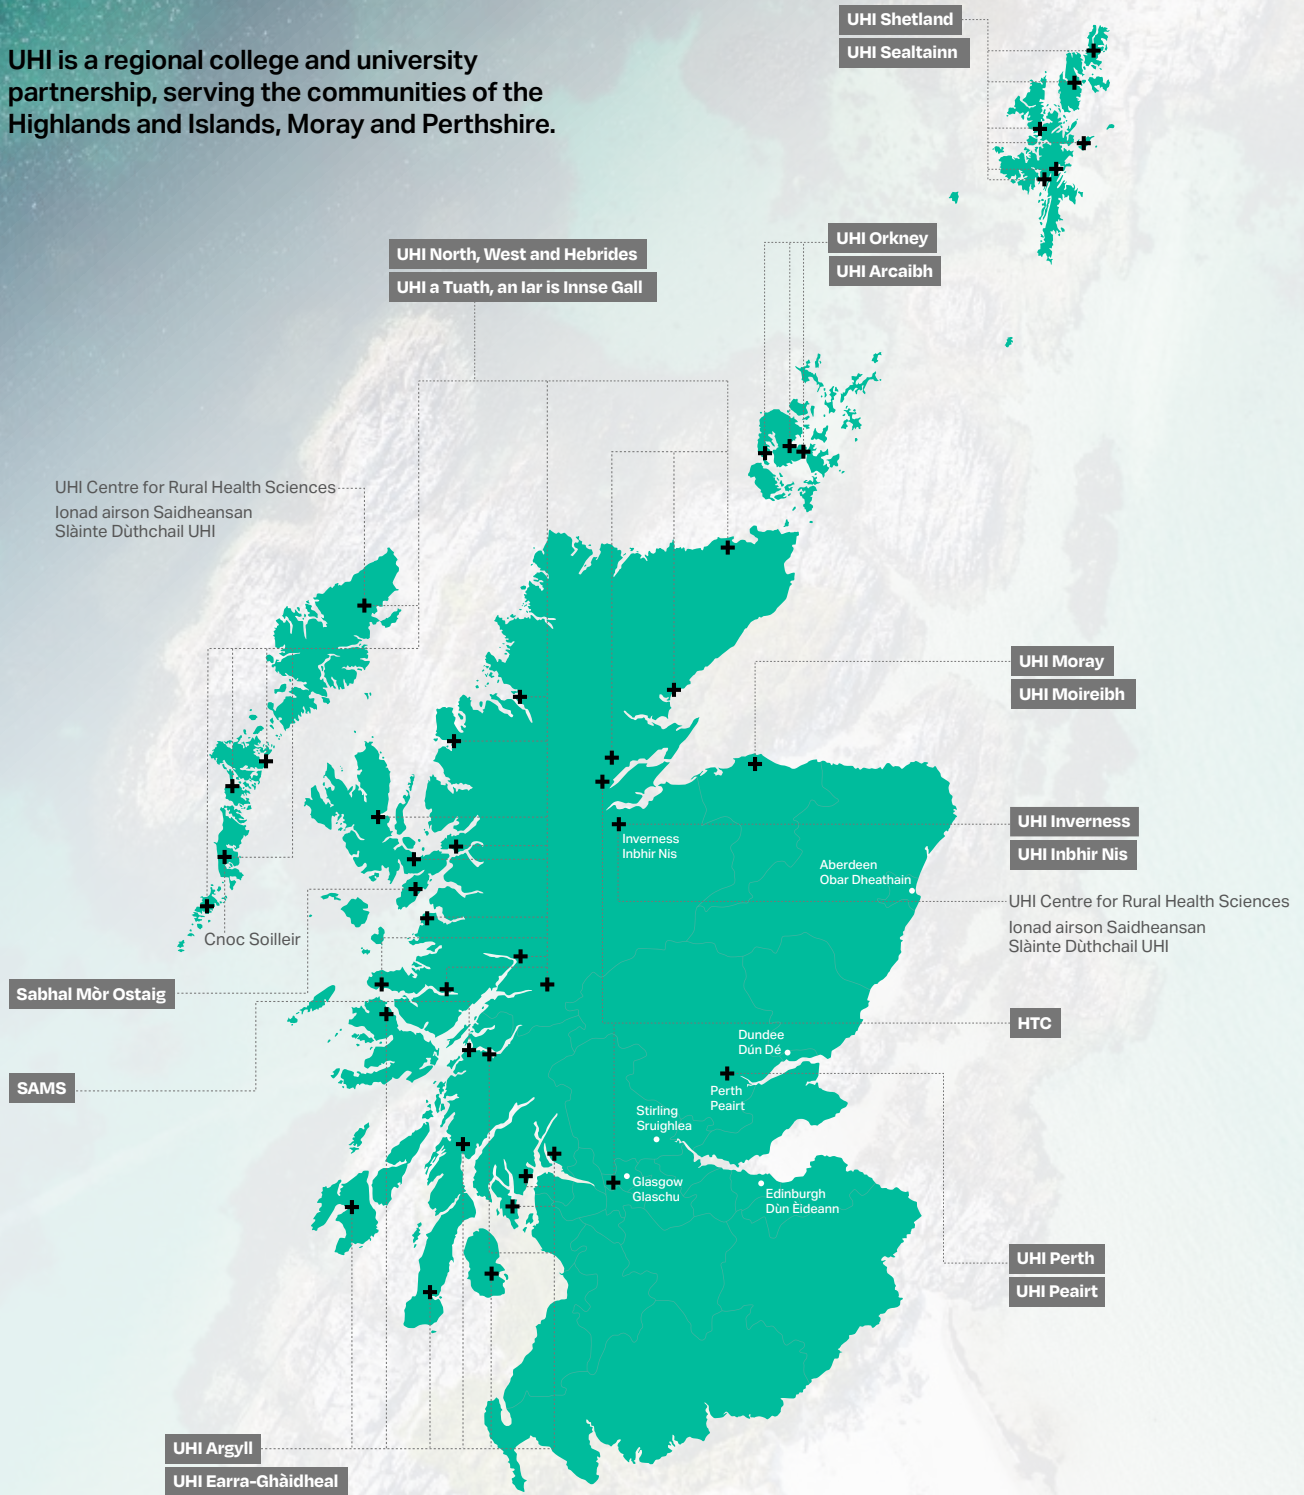 UHI is a regional college and university
partnership, serving the communities of the
Highlands and Islands, Moray and Perthshire.
UHI Shetland
UHI Sealtainn
UHI Orkney
UHI Arcaibh
UHI North, West and Hebrides
UHI a Tuath, an Iar is Innse Gall
UHI Centre for Rural Health Sciences
Ionad airson Saidheansan
Slàinte Dùthchail UHI
UHI Moray
UHI Moireibh
UHI Inverness
UHI Inbhir Nis
Inverness
Inbhir Nis
Aberdeen
Obar Dheathain
UHI Centre for Rural Health Sciences
Ionad airson Saidheansan
Slàinte Dùthchail UHI
Cnoc Soilleir
Sabhal Mòr Ostaig
HTC
Dundee
Dún Dé
SAMS
Perth
Peairt
Stirling
Sruighlea
Glasgow
Glaschu
Edinburgh
Dùn Èideann
UHI Perth
UHI Peairt
UHI Argyll
UHI Earra-Ghàidheal